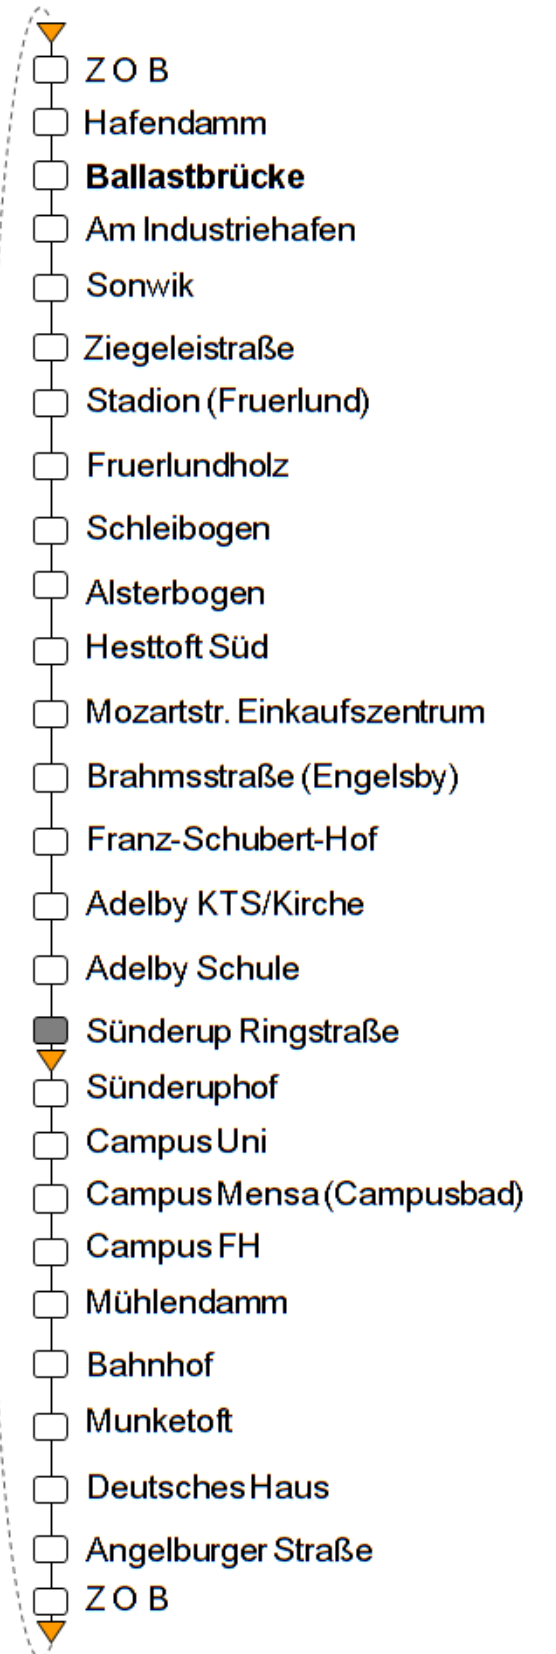 Z O B
Hafendamm
Ballastbrücke
Am Industriehafen
Sonwik
Ziegeleistraße
Stadion (Fruerlund)
Fruerlundholz
Schleibogen
Alsterbogen
Hesttoft Süd
Mozartstr. Einkaufszentrum
Brahmsstraße (Engelsby)
Franz-Schubert-Hof
Adelby KTS/Kirche
Adelby Schule
Sünderup Ringstraße
Sünderuphof
Campus Uni
Campus Mensa (Campusbad)
Campus FH
Mühlendamm
Bahnhof
Munketoft
Deutsches Haus
Angelburger Straße
Z O B